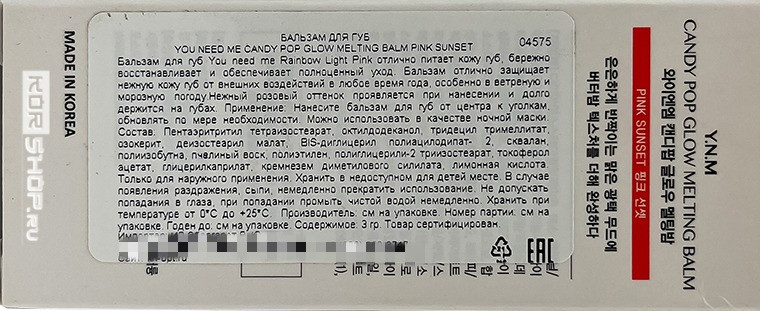 MADE IN KOREA
KOR
SHOP.RU
БАЛЬЗАМ ДЛЯ ГУБ
YOU NEED ME CANDY POP GLOW MELTING BALM PINK SUNSET
04575
Бальзам для губ You need me Rainbow Light Pink отлично питает кожу губ, бережно
восстанавливает и обеспечивает полноценный уход. Бальзам отлично защищает
нежную кожу губ от внешних воздействий в любое время года, особенно в ветреную и
морозную погоду.Нежный розовый оттенок проявляется при нанесении и долго
держится на губах. Применение: Нанесите бальзам для губ от центра к уголкам,
обновлять по мере необходимости. Можно использовать в качестве ночной маски.
Состав: Пентаэритритил тетраизостеарат, октилдодеканол, тридецил тримеллитат,
озокерит, деизостеарил малат, BIS-диглицерил полиацилодипат- 2, сквалан,
полиизобутна, пчалиный воск, полиэтилен, полиглицерили-2 триизостеарат, токоферол
ацетат, глицерилкаприлат, кремнезем диметилового силилата, лимонная кислота.
Только для наружного применения. Хранить в недоступном для детей месте. В случае
появления раздражения, сыпи, немедленно прекратить использование. Не допускать
попадания в глаза, при попадании промыть чистой водой немедленно. Хранить при
температуре от 0°C до +25°C. Производитель: см на упаковке. Номер партии: см на
упаковке. Годен до: см на упаковке. Содержимое: 3 гр. Товар сертифицирован.
EAC
Y.N.M
CANDY POP GLOW MELTING BALM
와이앤엠 캔디팝 글로우 멜팅밤
PINK SUNSET 핑크 선셋
은은하게 반짝이는 맑은 광택 무드에
버터밤 텍스처를 더해 완성하다